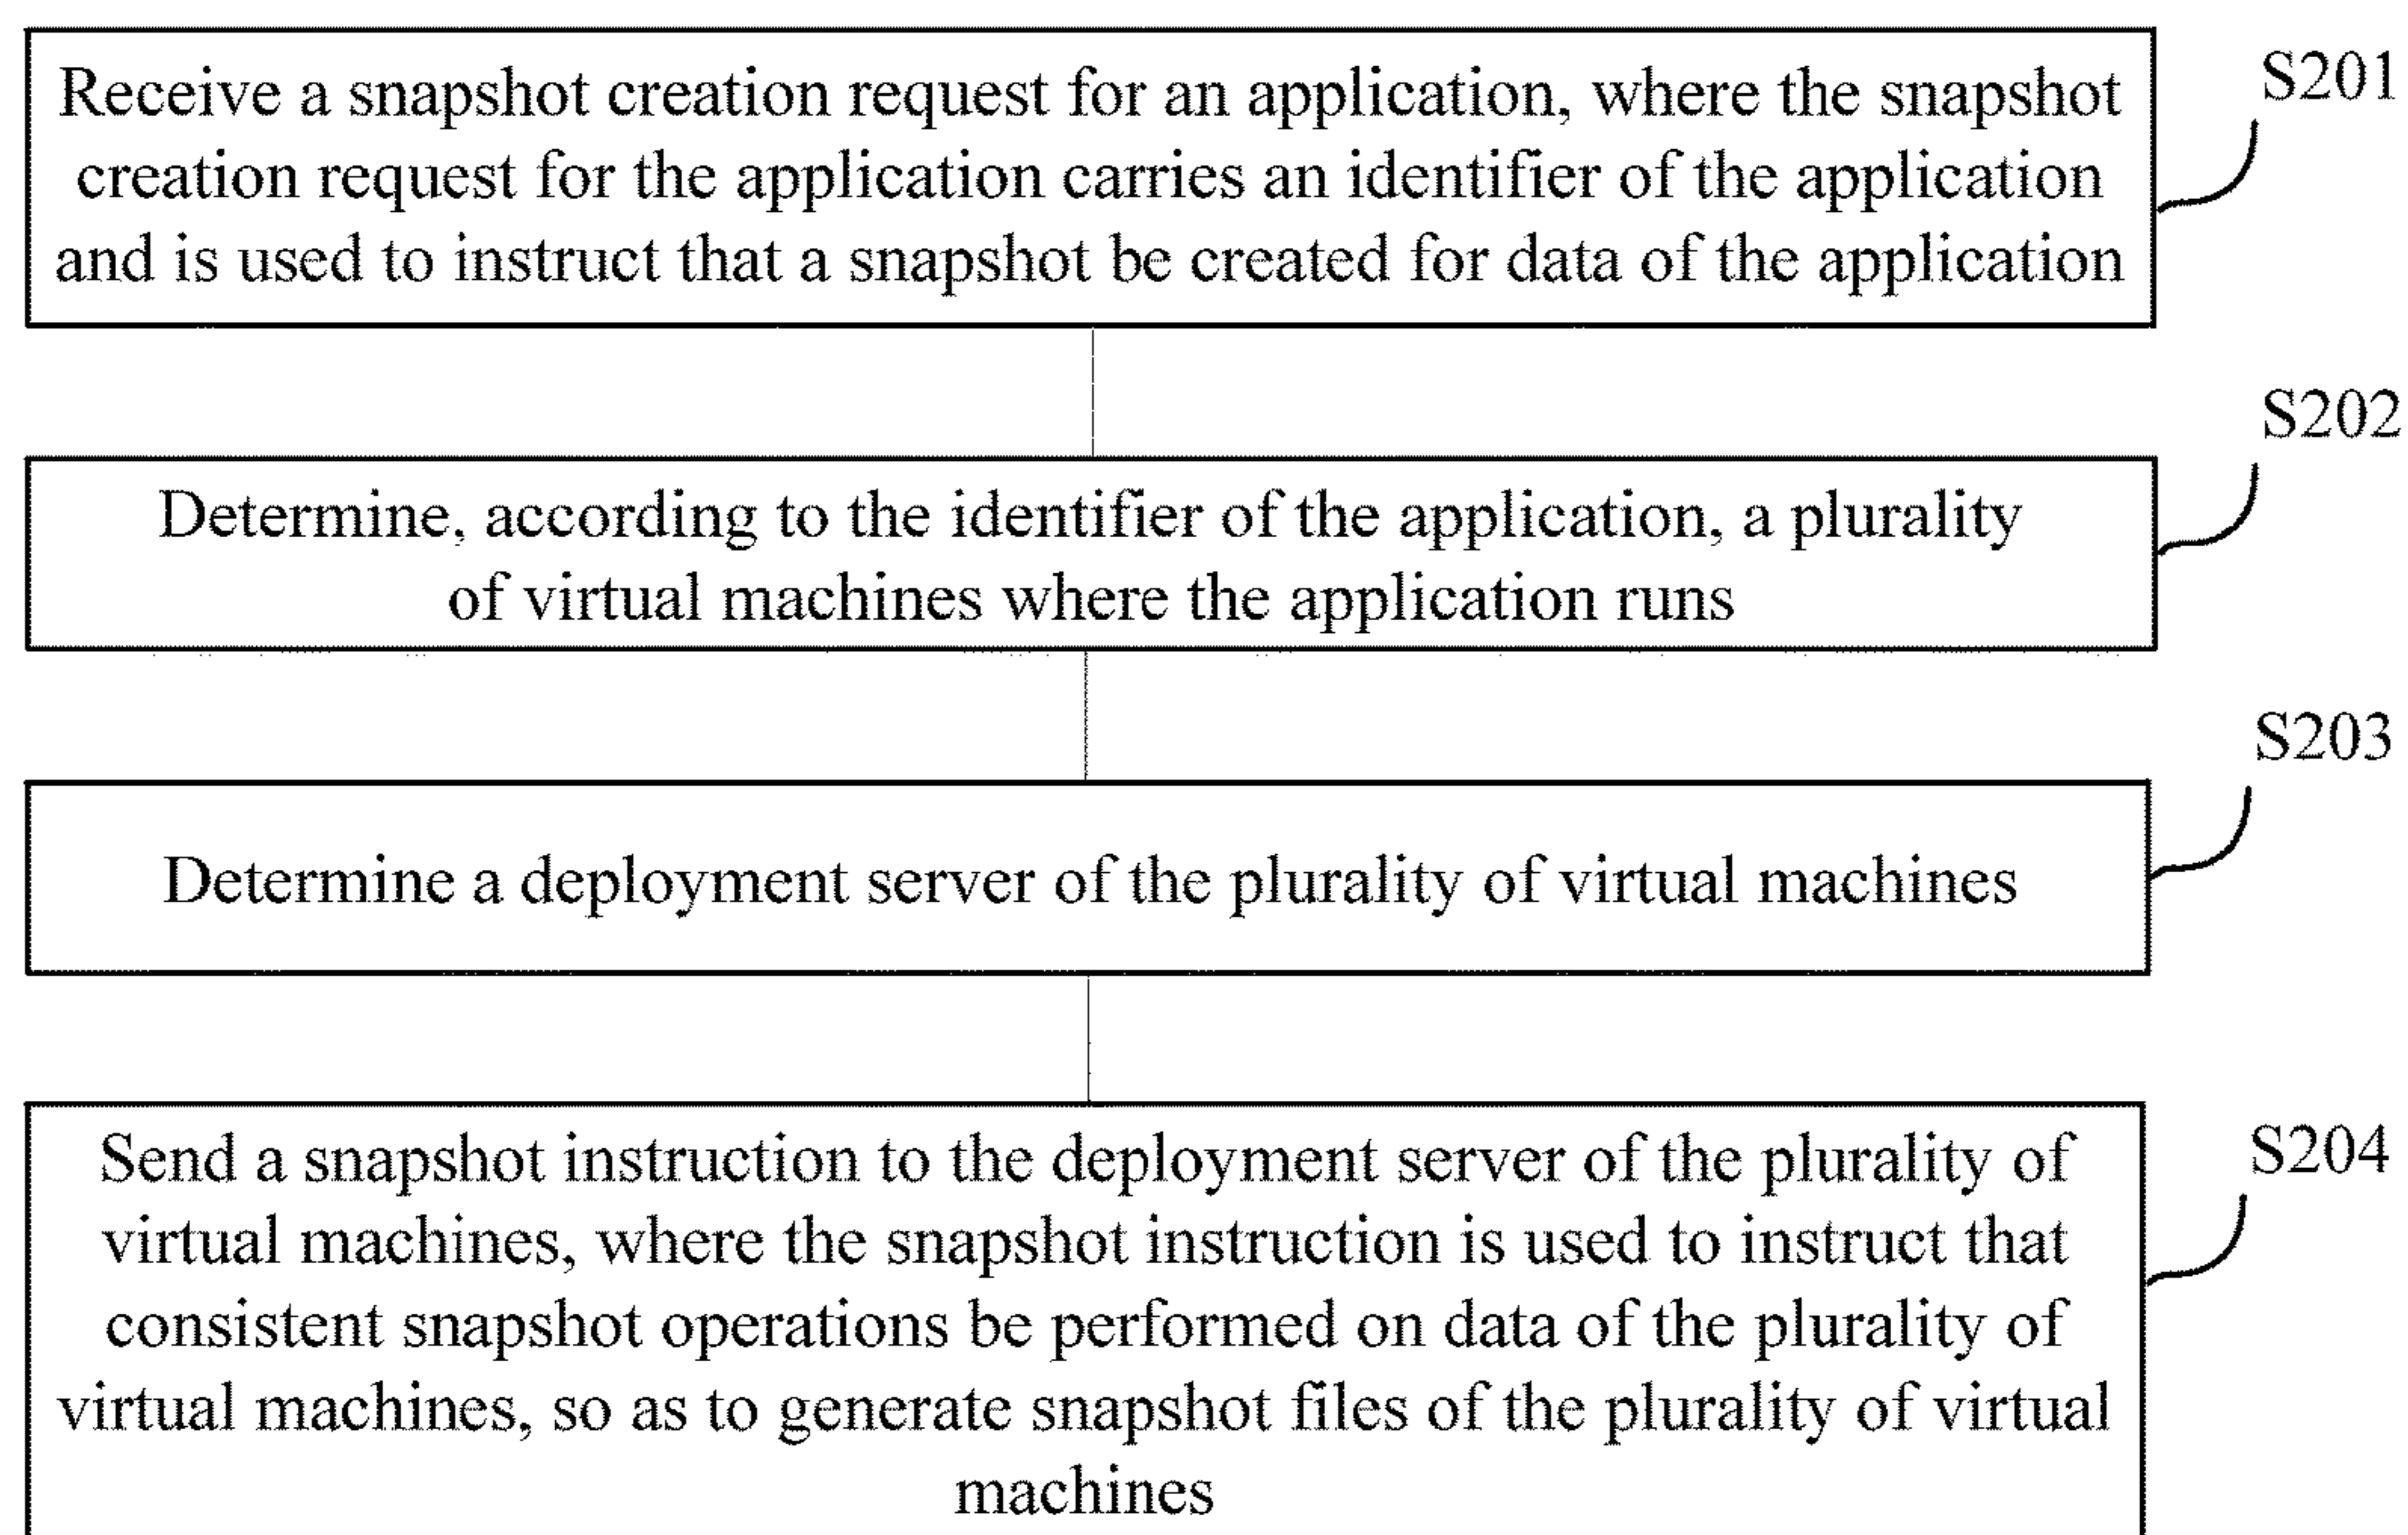 Receive a snapshot creation request for an application, where the snapshot
creation request for the application carries an identifier of the application
and is used to instruct that a snapshot be created for data of the application
S201
Determine, according to the identifier of the application, a plurality
of virtual machines where the application runs
S202
Determine a deployment server of the plurality of virtual machines
S203
Send a snapshot instruction to the deployment server of the plurality of
virtual machines, where the snapshot instruction is used to instruct that
consistent snapshot operations be performed on data of the plurality of
virtual machines, so as to generate snapshot files of the plurality of virtual
machines
S204